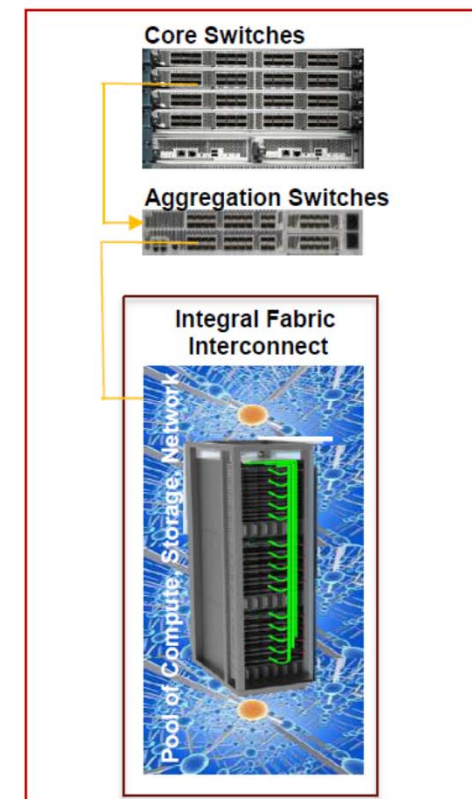 Core Switches
Aggregation Switches
Integral Fabric
Interconnect
Pool of Compute, Storage, Network